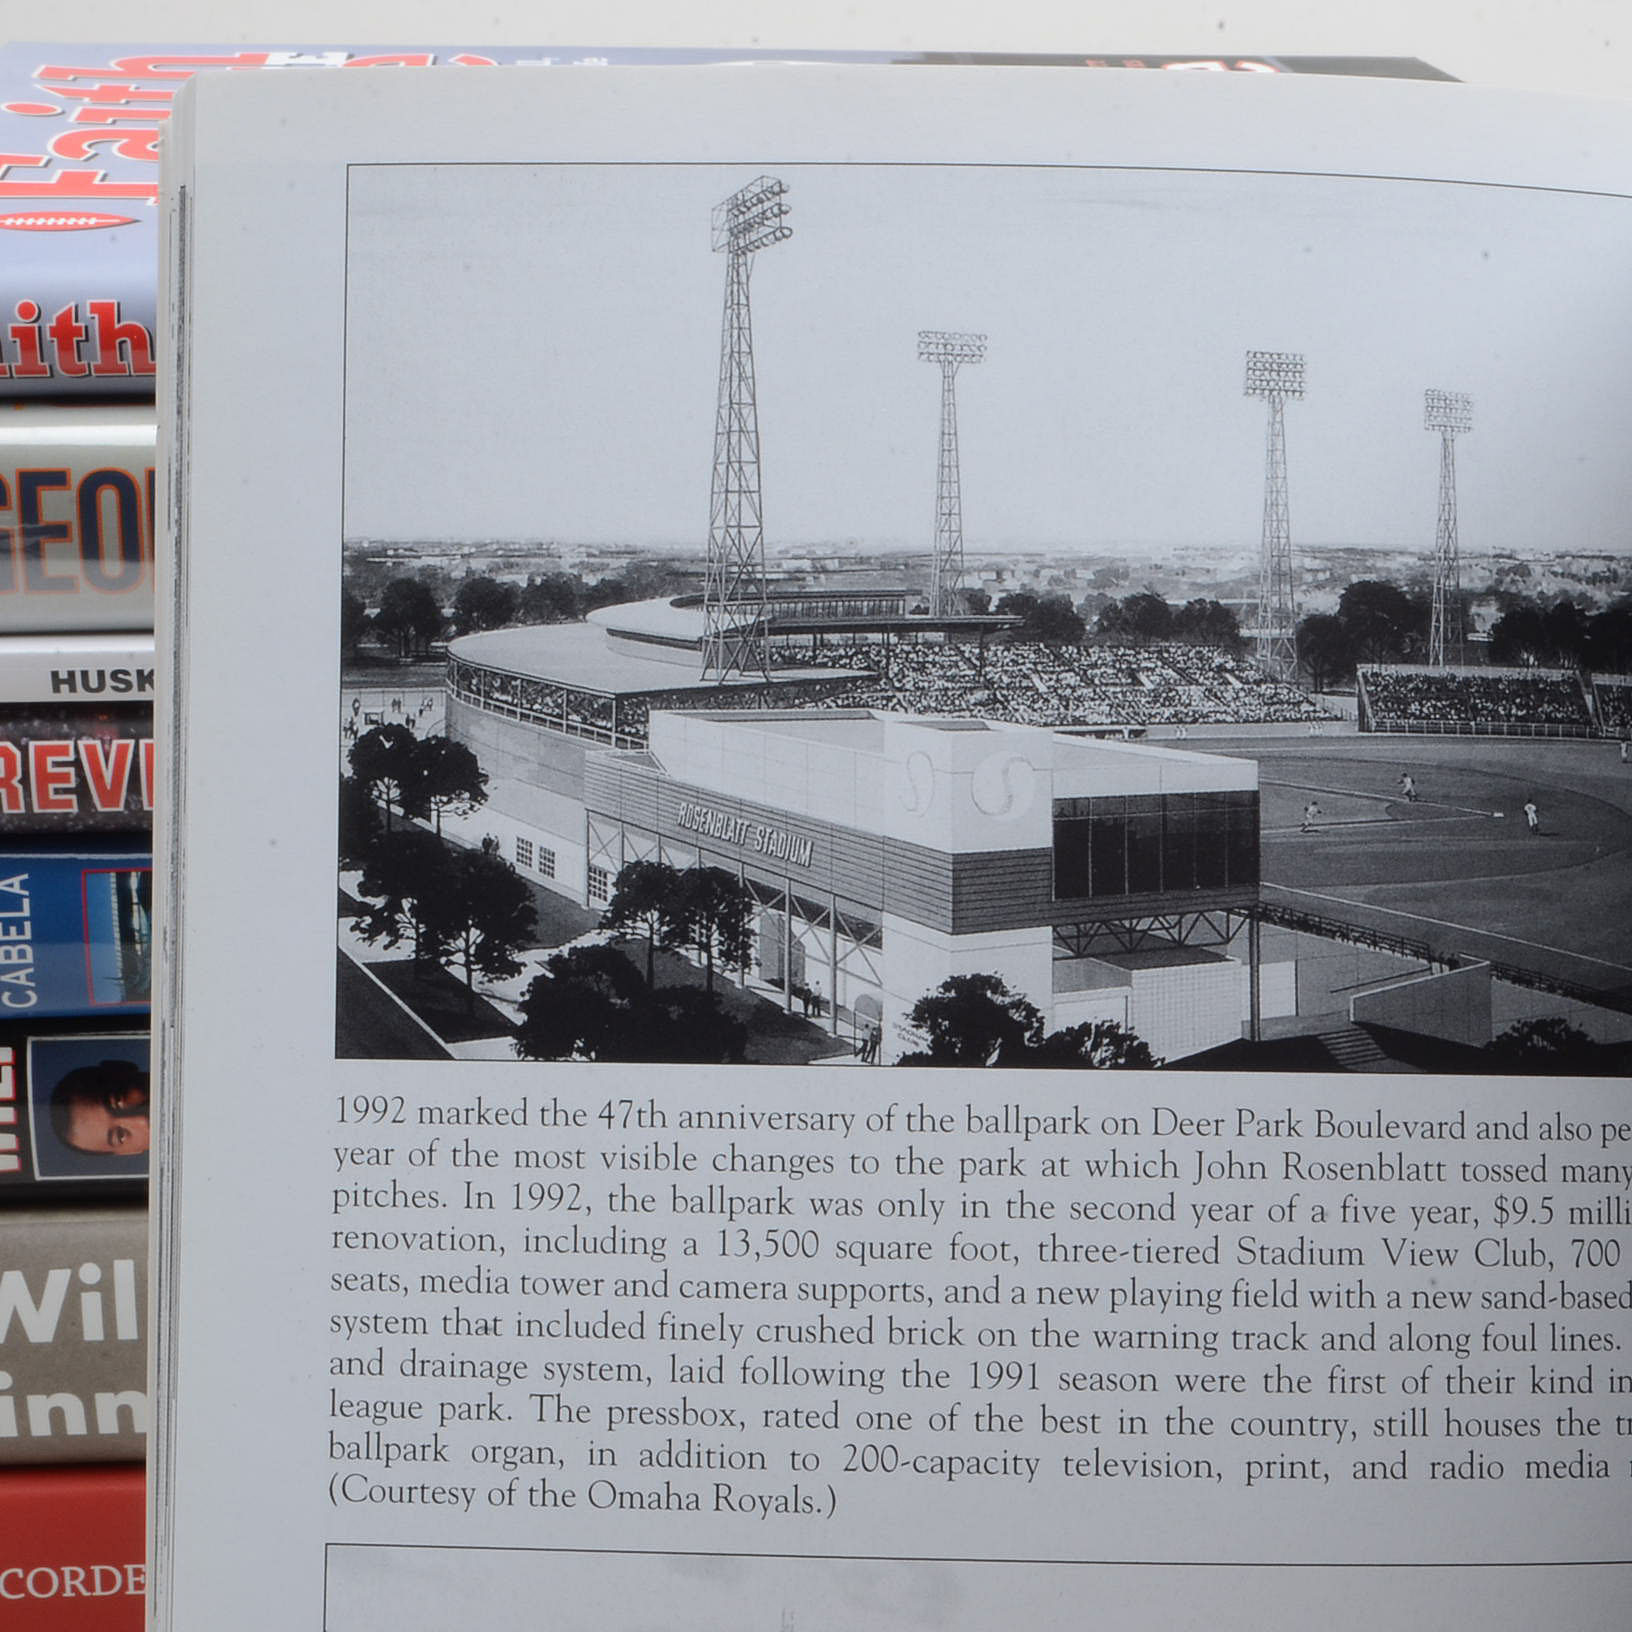 Faith
ith
GEO
HUSK
REVI
CABELA
Wil
inn
CORDE
ROSENBLATT STADIUM
1992 marked the 47th anniversary of the ballpark on Deer Park Boulevard and also pe
year of the most visible changes to the park at which John Rosenblatt tossed many
pitches. In 1992, the ballpark was only in the second year of a five year, $9.5 milli
renovation, including a 13,500 square foot, three-tiered Stadium View Club, 700
seats, media tower and camera supports, and a new playing field with a new sand-based
system that included finely crushed brick on the warning track and along foul lines.
and drainage system, laid following the 1991 season were the first of their kind in
league park. The pressbox, rated one of the best in the country, still houses the tr
ballpark organ, in addition to 200-capacity television, print, and radio media
(Courtesy of the Omaha Royals.)